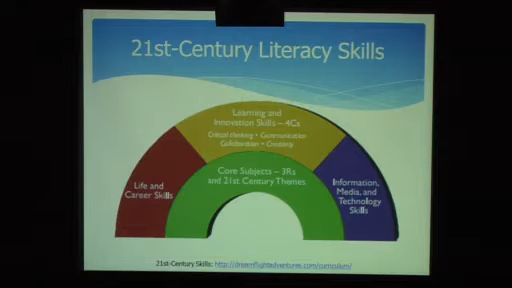 21st-Century Literacy Skills
Learning and
Innovation Skills – 4Cs
Critical thinking • Communication
Collaboration • Creativity
Core Subjects – 3Rs
and 21st Century Themes
Life and
Career Skills
Information,
Media, and
Technology
Skills
21st-Century Skills: http://dreamflightadventures.com/curriculum/